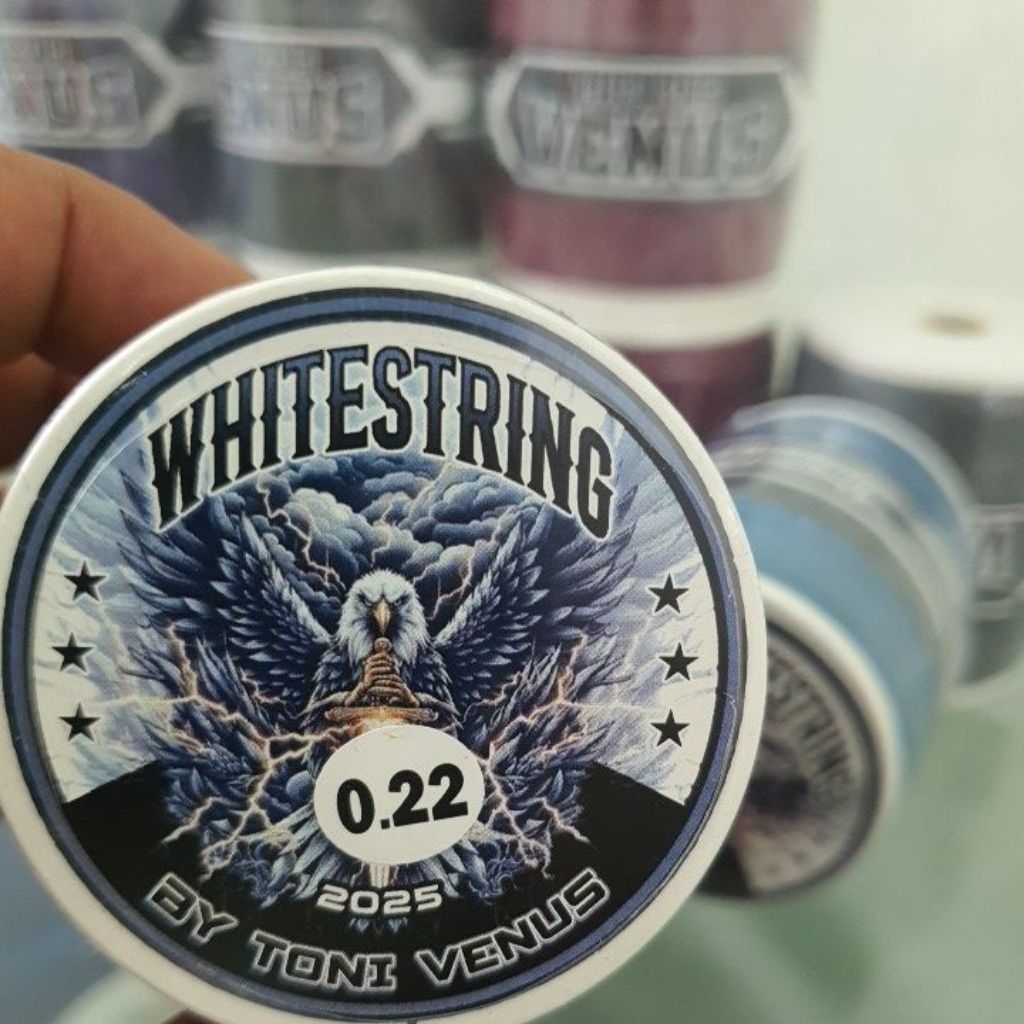 VENUS
WHITESTRING
0.22
2025
BY TONI VENUS